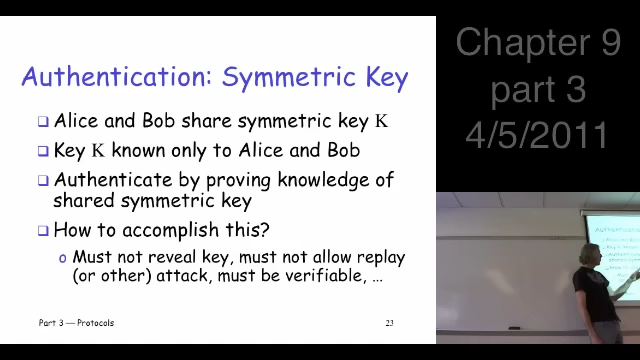 Authentication: Symmetric Key
❑ Alice and Bob share symmetric key K
❑ Key K known only to Alice and Bob
❑ Authenticate by proving knowledge of
shared symmetric key
❑ How to accomplish this?
o Must not reveal key, must not allow replay
(or other) attack, must be verifiable, …
Part 3 — Protocols
23
Chapter 9
part 3
4/5/2011